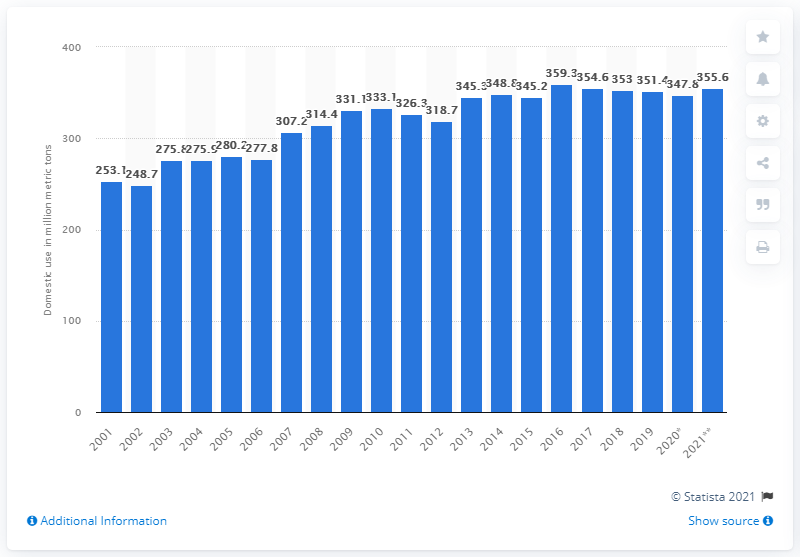 Domestic use in million metric tons
400
300
200
100
0
253.1 248.7 275.8 275.9 280.2 277.8 307.2 314.4 331.1 333.1 326.3 318.7 345.3 348.8 345.2 359.3 354.6 353 351.4 347.8 355.6
2001 2002 2003 2004 2005 2006 2007 2008 2009 2010 2011 2012 2013 2014 2015 2016 2017 2018 2019 2020* 2021**
© Statista 2021
Additional Information
Show source